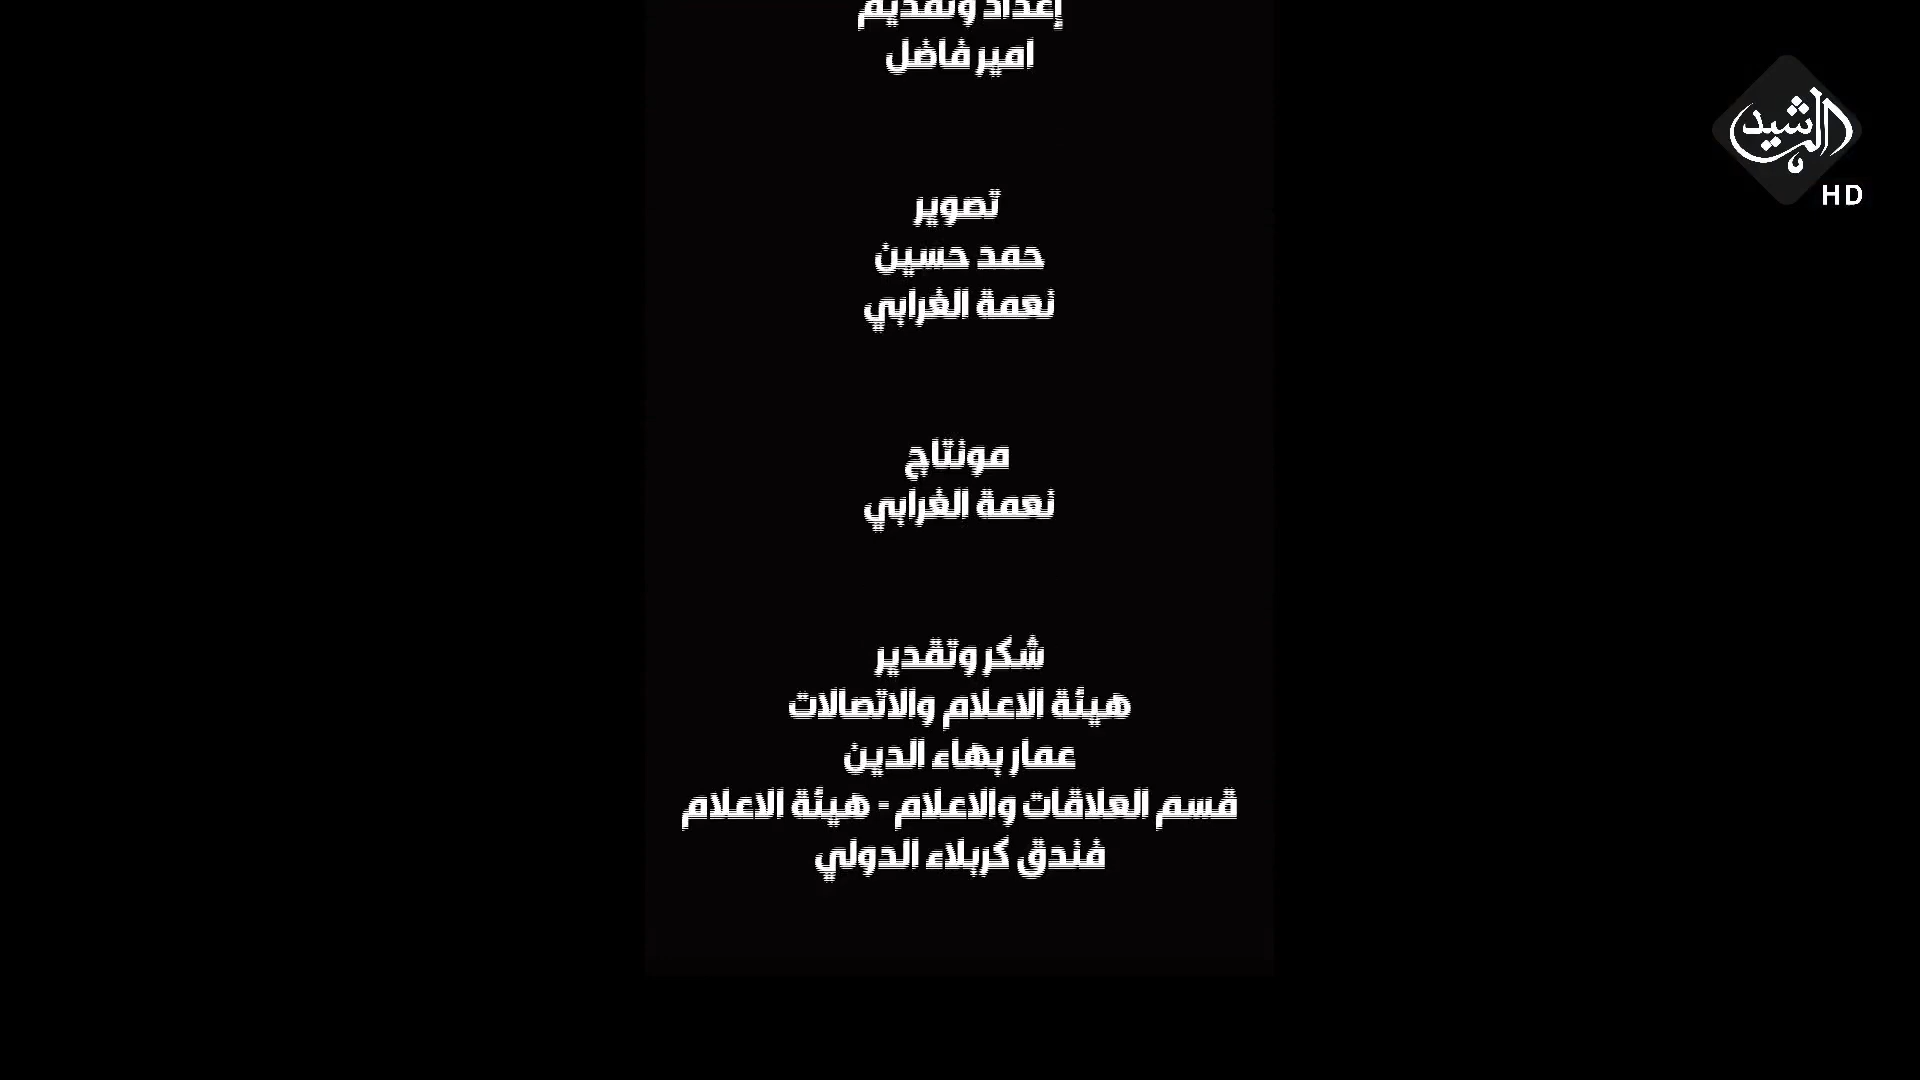 إعداد وتقديم
امير فاضل
تصوير
حمد حسين
نعمة الغرابي
مونتاج
نعمة الغرابي
شكر وتقدير
هيئة الاعلام والاتصالات
عمار بهاء الدين
قسم العلاقات والاعلام - هيئة الاعلام
فندق كربلاء الدولي
الرشيد
HD